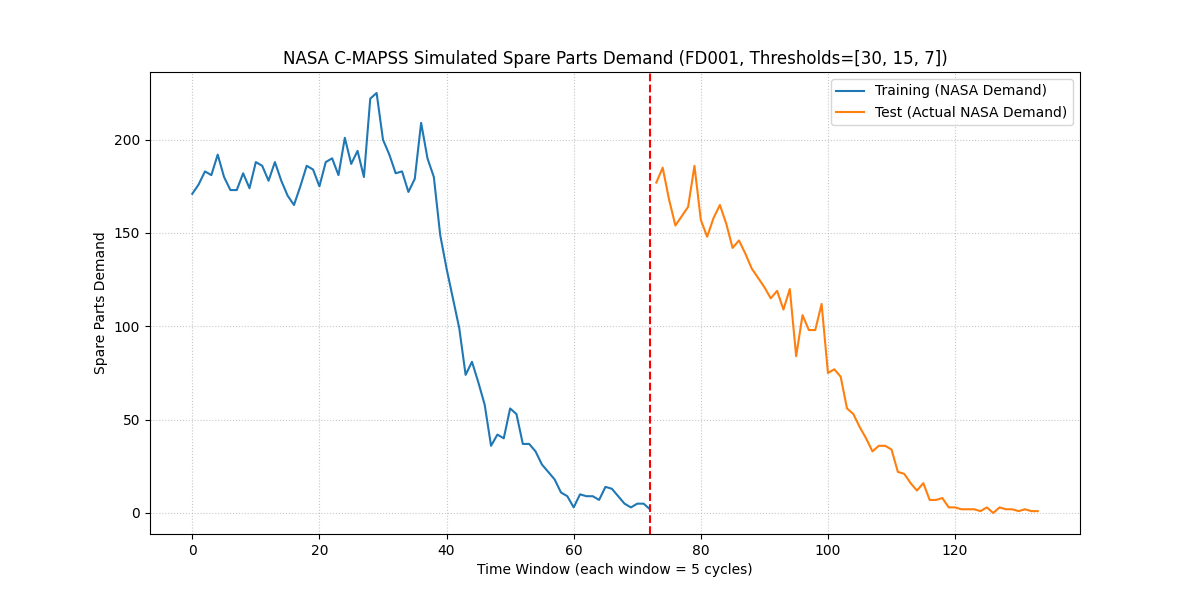 NASA C-MAPSS Simulated Spare Parts Demand (FD001, Thresholds=[30, 15, 7])
Training (NASA Demand)
Test (Actual NASA Demand)
Spare Parts Demand
200
150
100
50
0
0 20 40 60 80 100 120
Time Window (each window = 5 cycles)